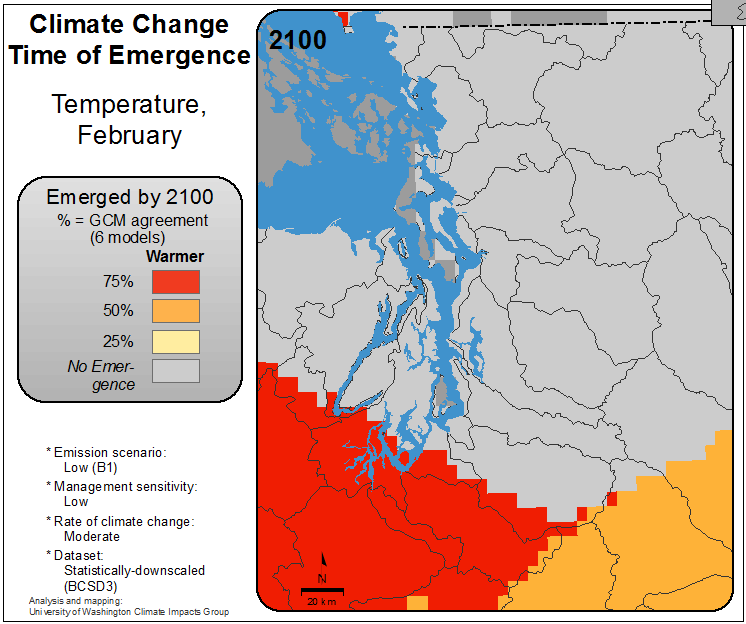 Climate Change
Time of Emergence
Temperature,
February
Emerged by 2100
% = GCM agreement
(6 models)
Warmer
75%
50%
25%
No Emer-
gence
* Emission scenario:
Low (B1)
* Management sensitivity:
Low
* Rate of climate change:
Moderate
* Dataset:
Statistically-downscaled
(BCSD3)
Analysis and mapping:
University of Washington Climate Impacts Group
2100
N
20 km